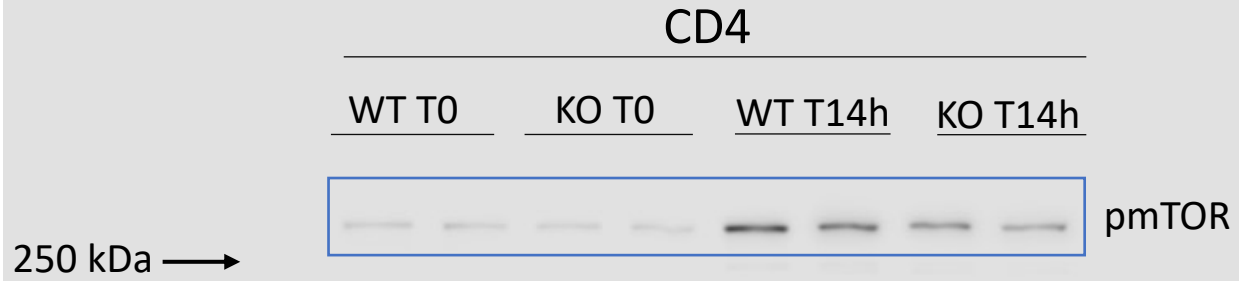 CD4
WT T0 KO T0 WT T14h KO T14h
pmTOR
250 kDa